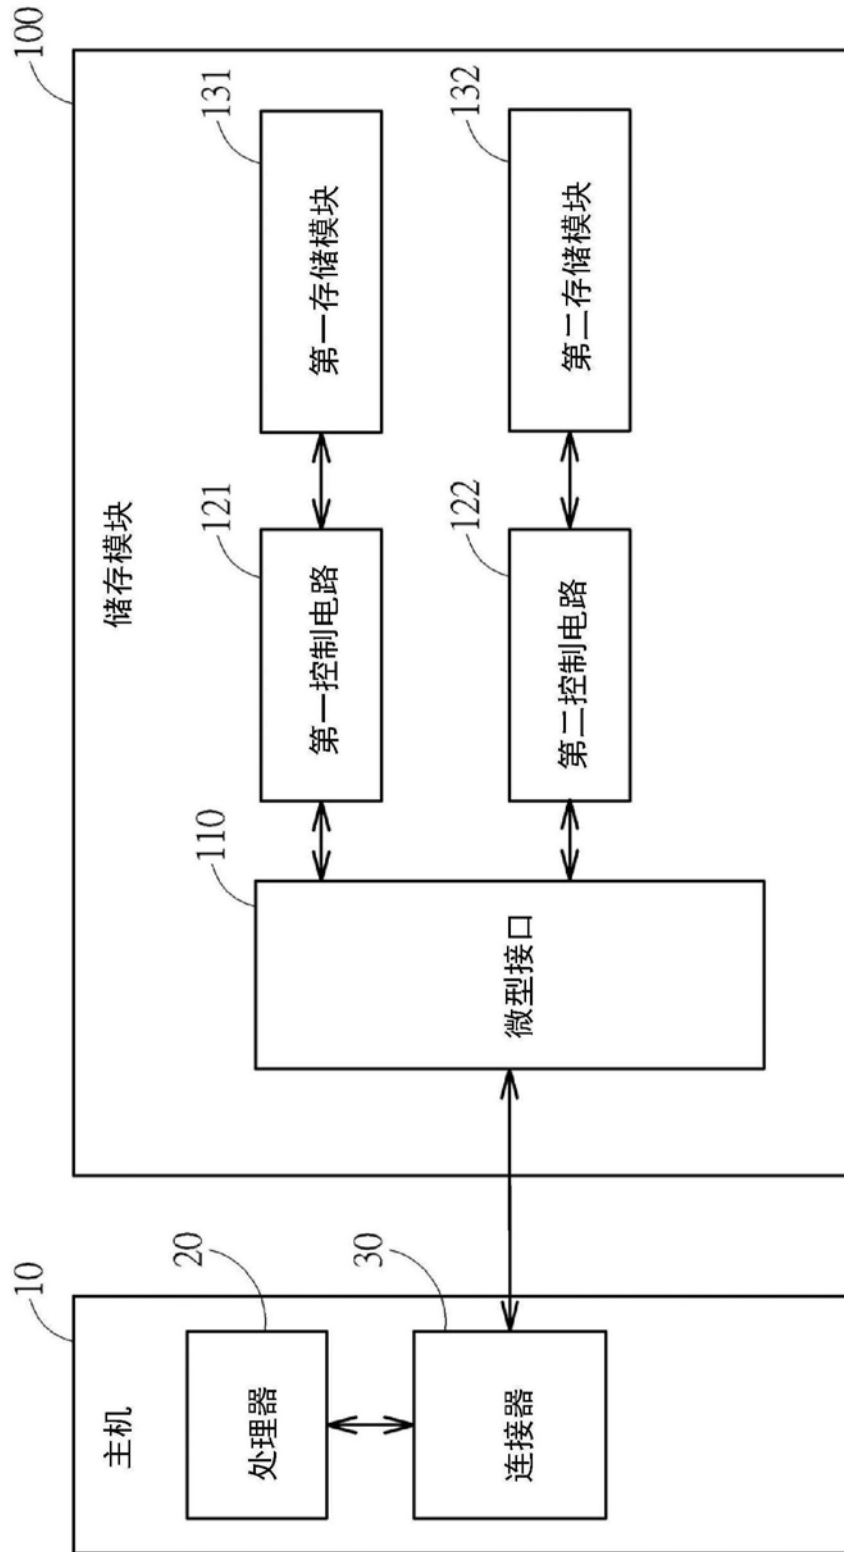 10
主机
20
处理器
30
连接器
100
储存模块
110
微型接口
121
第一控制电路
131
第一存储模块
122
第二控制电路
132
第二存储模块